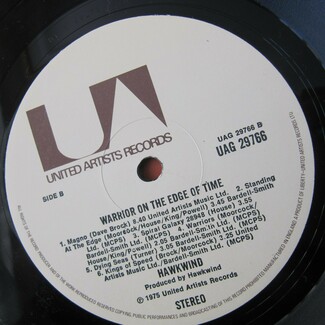 UNITED ARTISTS RECORDS
SIDE B
UAG 29766 B
UAG 29766
WARRIOR ON THE EDGE OF TIME
1. Magnu (Dave Brock) 8.40 United Artists Music Ltd. 2. Standing
At The Edge (Moorcock/House/King/Powell) 2.45 Bardell-Smith
(MCPS) 3. Spiral Galaxy 28948 (House) 3.55
Bardell-Smith Ltd. (MCPS) 4. Warriors (Moorcock/
House/King/Powell) 2.05 Bardell-Smith Ltd. (MCPS)
5. Dying Seas (Turner) 3.05 Bardell-Smith Ltd. (MCPS)
6. Kings of Speed (Brock/Moorcock) 3.25 United
Artists Music Ltd./Bardell-Smith Ltd. (MCPS)
HAWKWIND
Produced by Hawkwind
℗ 1975 United Artists Records
STEREO